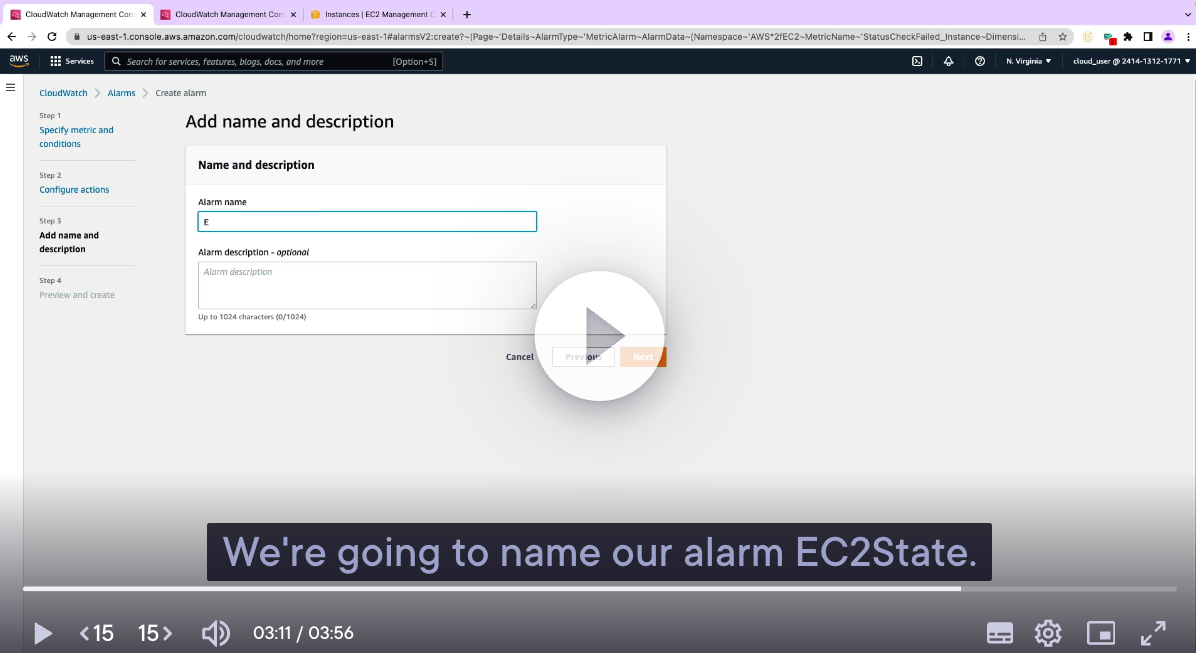 CloudWatch Management Con
CloudWatch Management Con
Instances | EC2 Management C
us-east-1.console.aws.amazon.com/cloudwatch/home?region=us-east-1#alarmsV2:create?~(Page~'Details~AlarmType~'MetricAlarm~AlarmData~(Namespace~'AWS*2fEC2~MetricName~'StatusCheckFailed_Instance~Dimensi...
aws
Services
Search for services, features, blogs, docs, and more
[Option+S]
N. Virginia
cloud_user @ 2414-1312-1771
CloudWatch
Alarms
Create alarm
Step 1
Specify metric and
conditions
Step 2
Configure actions
Step 3
Add name and
description
Step 4
Preview and create
Add name and description
Name and description
Alarm name
E
Alarm description - optional
Alarm description
Up to 1024 characters (0/1024)
Cancel
Previous
Next
We're going to name our alarm EC2State.
<15
15>
03:11 / 03:56